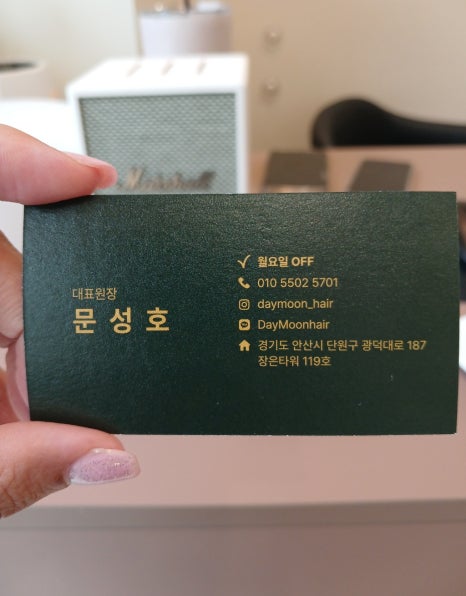 Marshall
대표원장
문성호
월요일 OFF
010 5502 5701
daymoon_hair
DayMoonhair
경기도 안산시 단원구 광덕대로 187
장은타워 119호